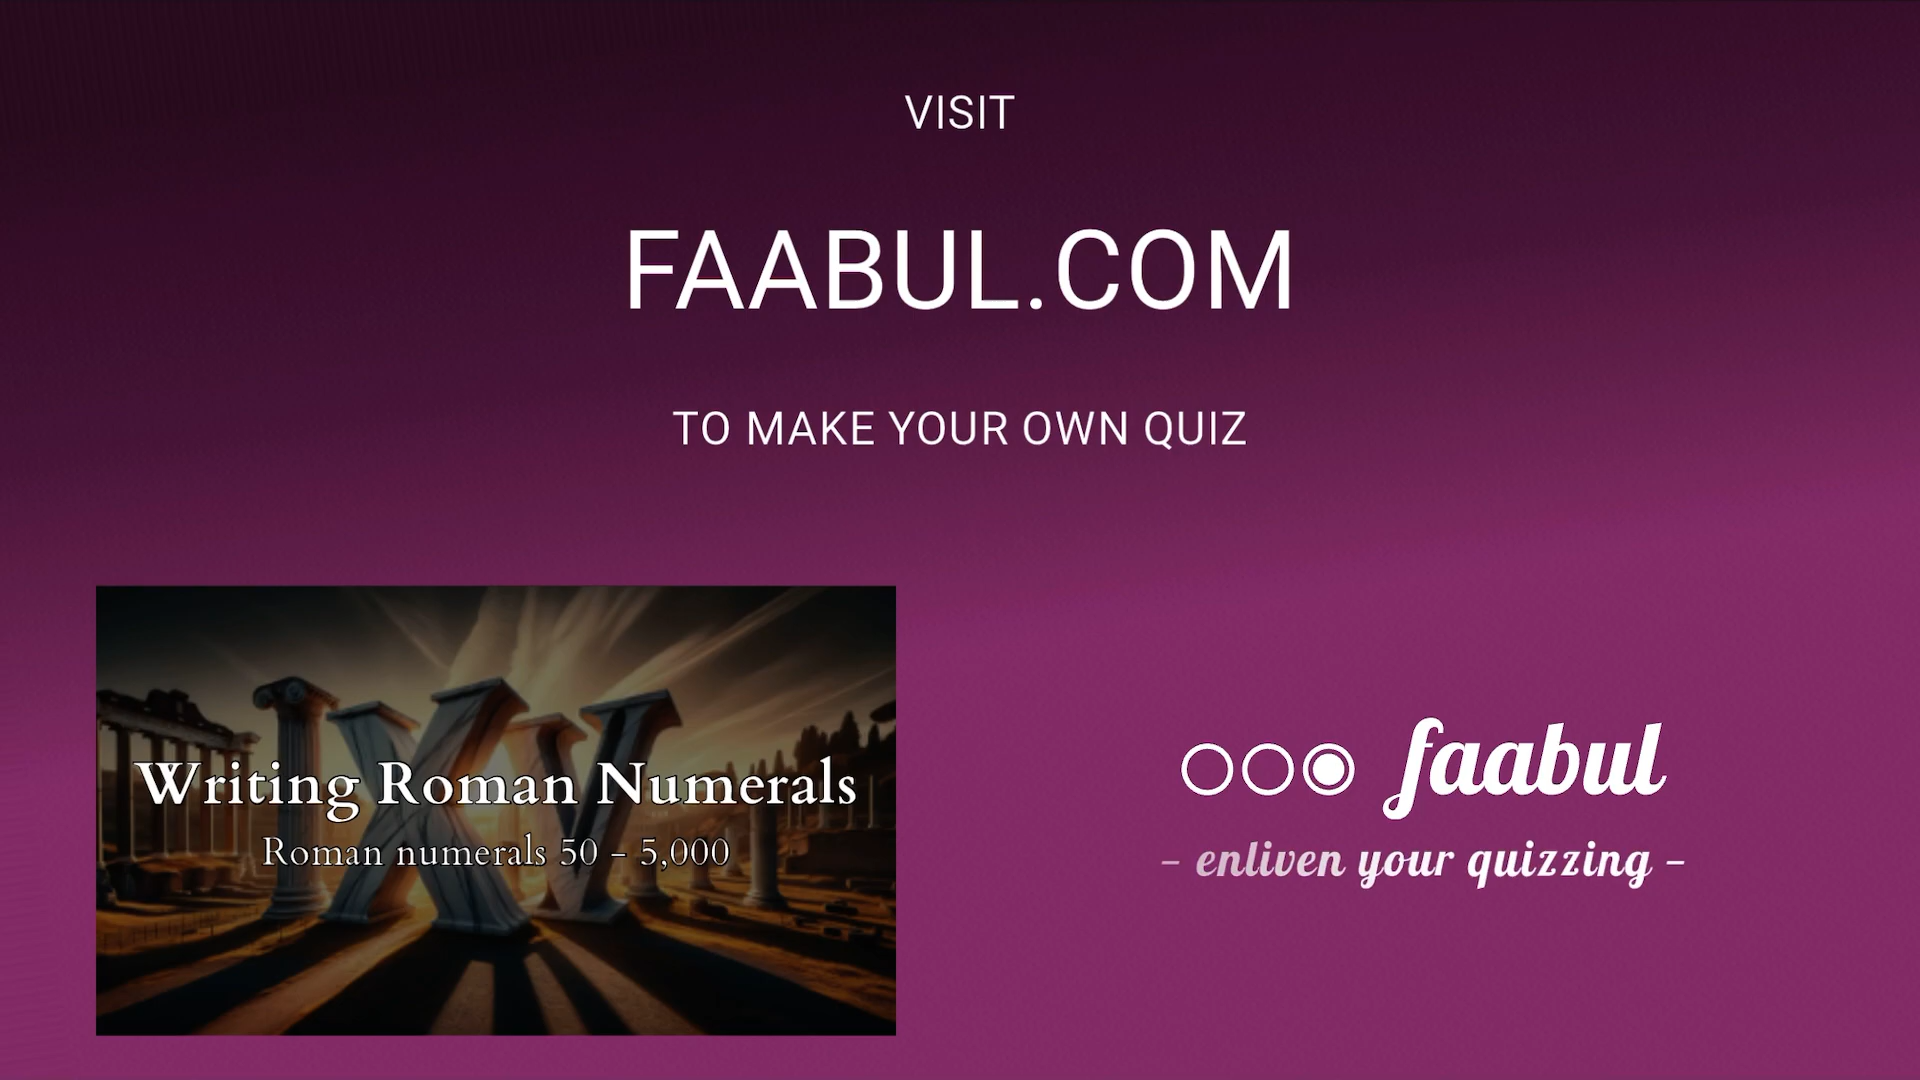 VISIT
FAABUL.COM
TO MAKE YOUR OWN QUIZ
Writing Roman Numerals
Roman numerals 50 - 5,000
faabul
- enliven your quizzing -